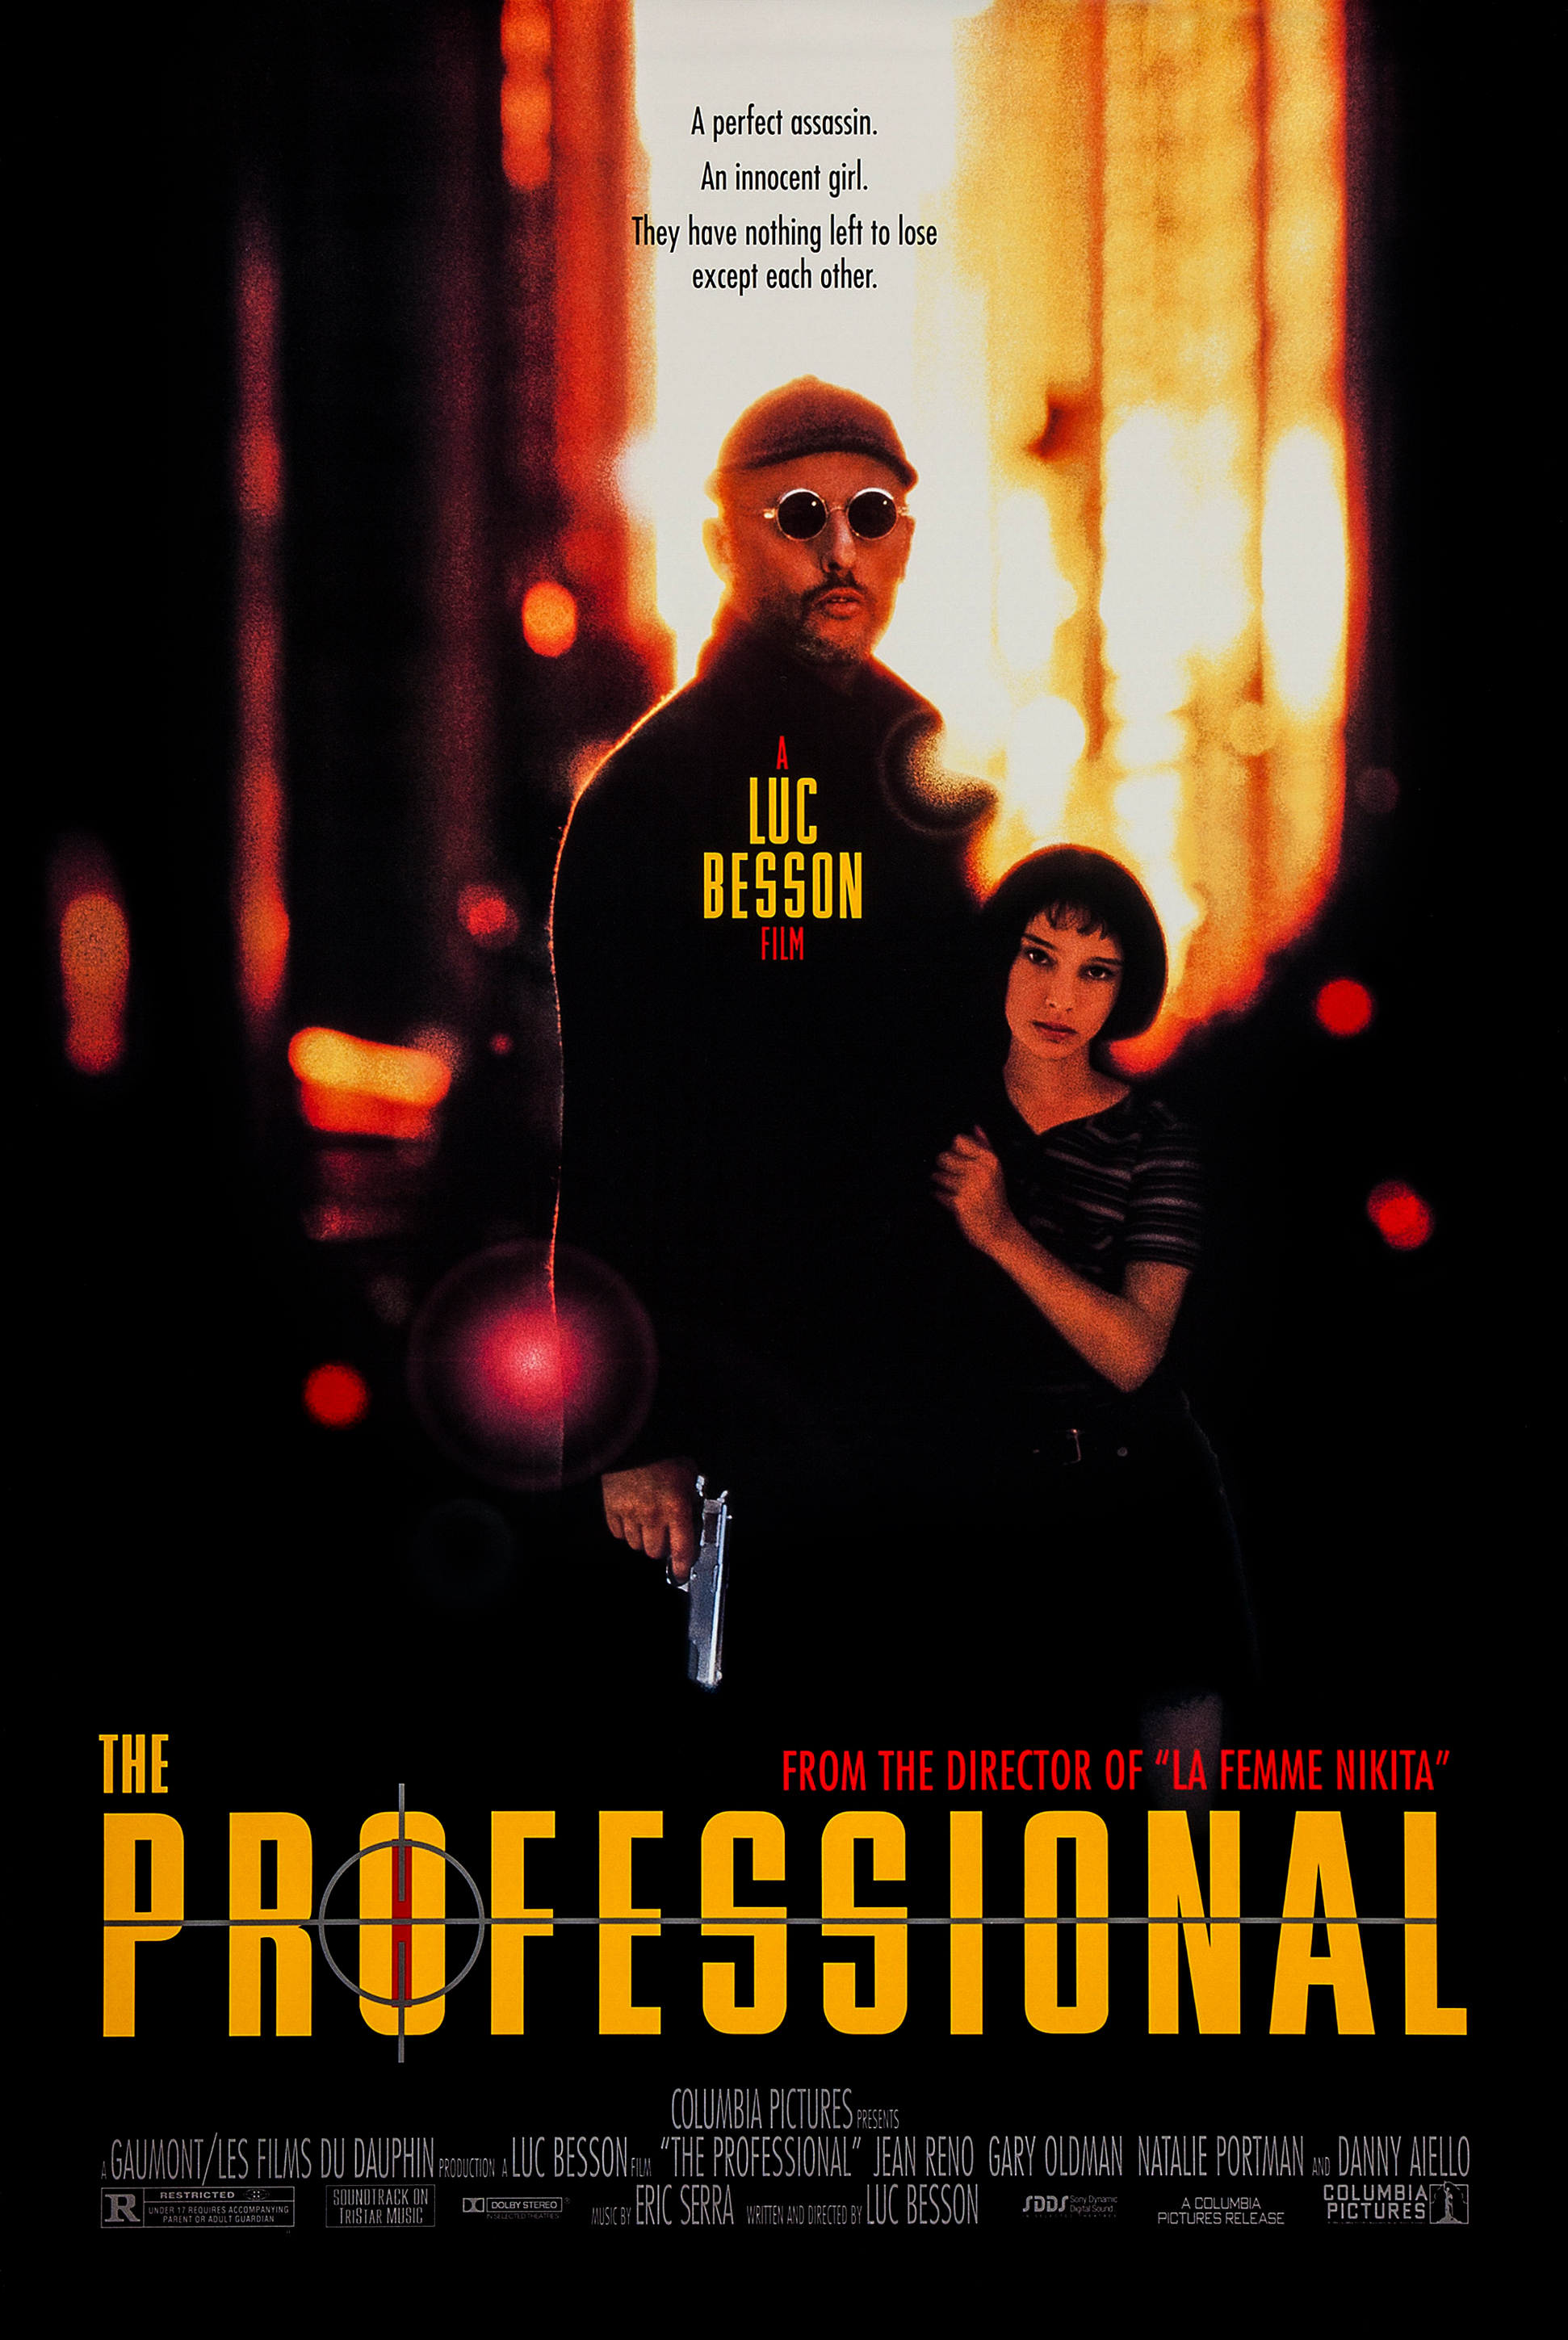 A perfect assassin.
An innocent girl.
They have nothing left to lose
except each other.
A
LUC
BESSON
FILM
THE
FROM THE DIRECTOR OF “LA FEMME NIKITA”
PROFESSIONAL
COLUMBIA PICTURES PRESENTS
A GAUMONT/LES FILMS DU DAUPHIN PRODUCTION A LUC BESSON FILM “THE PROFESSIONAL” JEAN RENO GARY OLDMAN NATALIE PORTMAN AND DANNY AIELLO
R RESTRICTED
UNDER 17 REQUIRES ACCOMPANYING
PARENT OR ADULT GUARDIAN
SOUNDTRACK ON
TRISTAR MUSIC
DOLBY STEREO
IN SELECTED THEATRES
MUSIC BY ERIC SERRA WRITTEN AND DIRECTED BY LUC BESSON
SDDS Sony Dynamic
Digital Sound
A COLUMBIA
PICTURES RELEASE
COLUMBIA
PICTURES